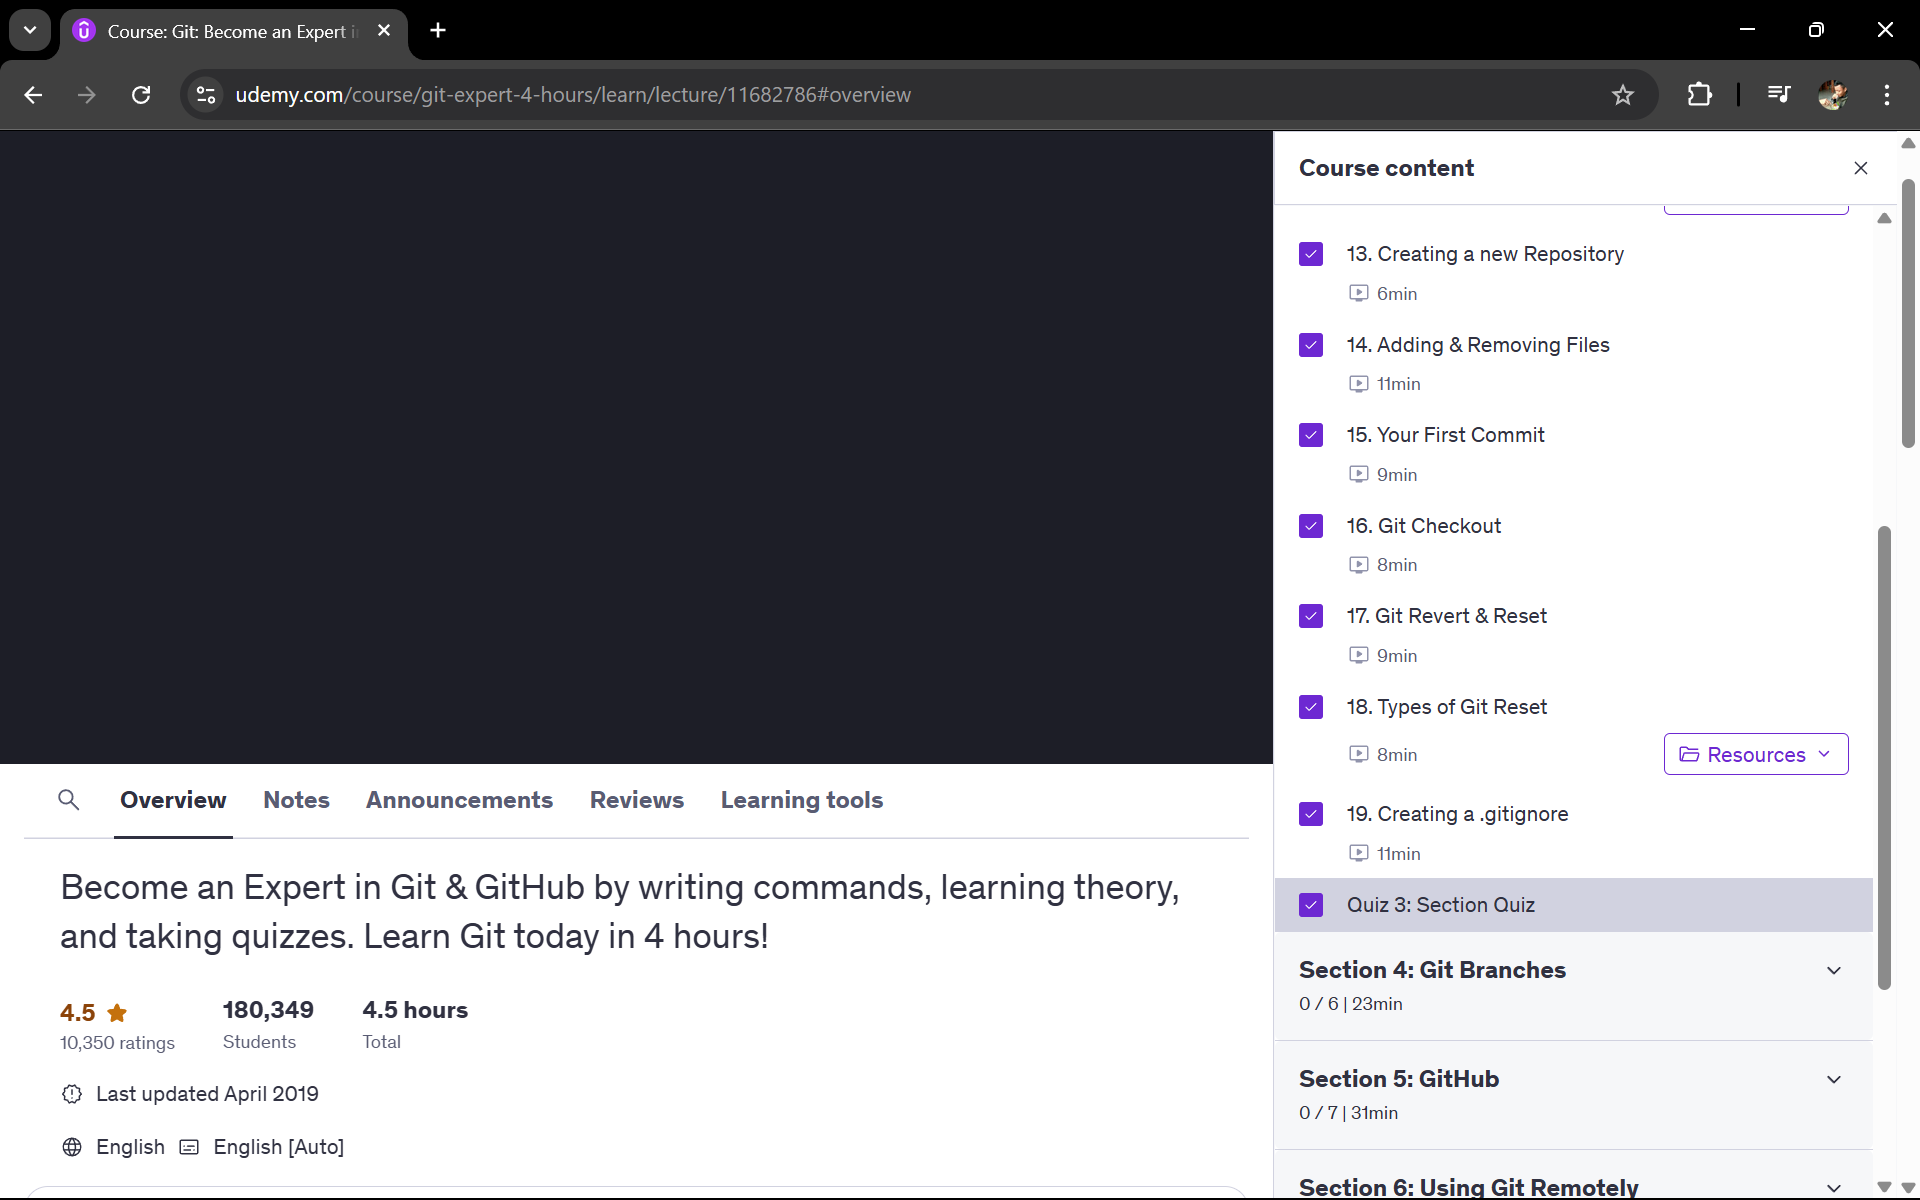 Course: Git: Become an Expert i
udemy.com/course/git-expert-4-hours/learn/lecture/11682786#overview
Course content
13. Creating a new Repository
6min
14. Adding & Removing Files
11min
15. Your First Commit
9min
16. Git Checkout
8min
17. Git Revert & Reset
9min
18. Types of Git Reset
8min
Resources
19. Creating a .gitignore
11min
Quiz 3: Section Quiz
Section 4: Git Branches
0 / 6 | 23min
Section 5: GitHub
0 / 7 | 31min
Section 6: Using Git Remotely
Overview Notes Announcements Reviews Learning tools
Become an Expert in Git & GitHub by writing commands, learning theory,
and taking quizzes. Learn Git today in 4 hours!
4.5 180,349 4.5 hours
10,350 ratings Students Total
Last updated April 2019
English English [Auto]